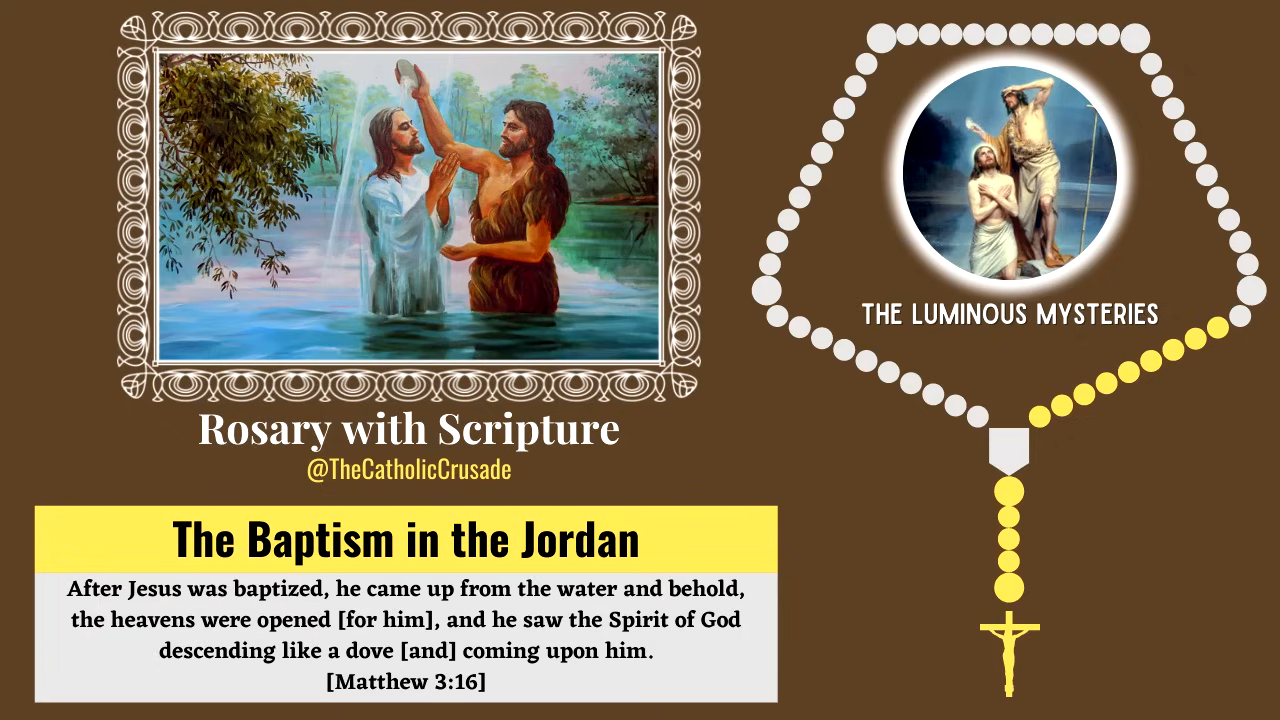 THE LUMINOUS MYSTERIES
Rosary with Scripture
@TheCatholicCrusade
The Baptism in the Jordan
After Jesus was baptized, he came up from the water and behold,
the heavens were opened [for him], and he saw the Spirit of God
descending like a dove [and] coming upon him.
[Matthew 3:16]